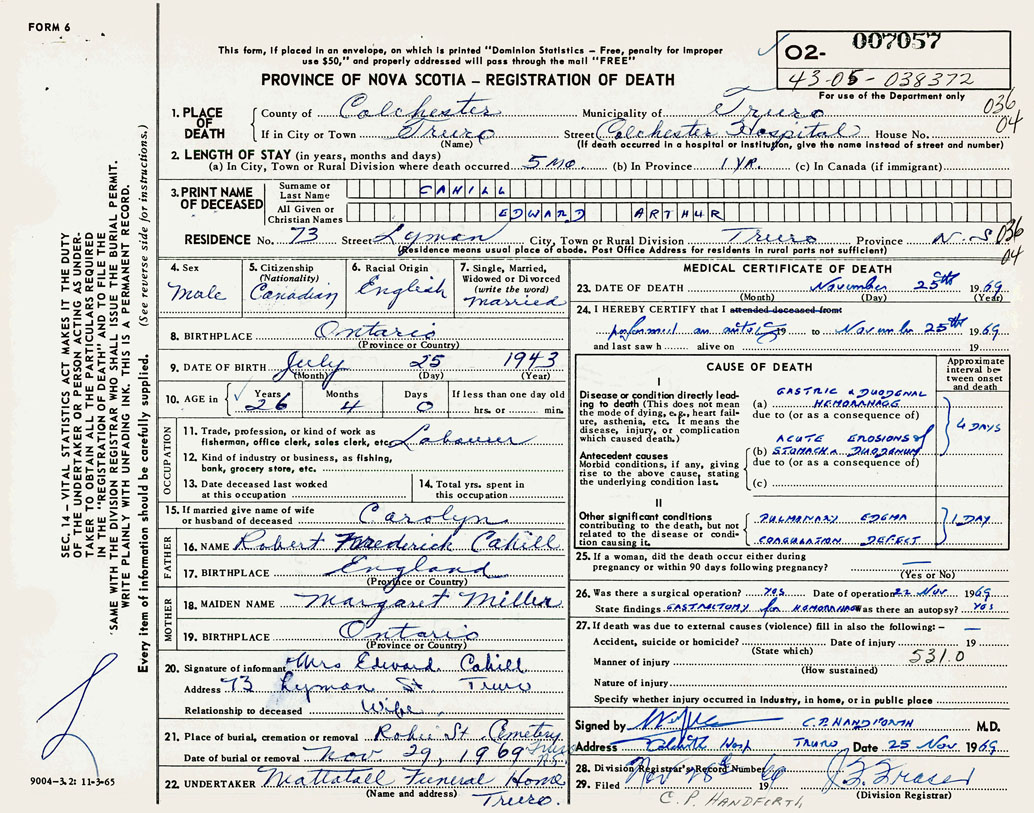 FORM 6
This form, if placed in an envelope, on which is printed "Dominion Statistics – Free, penalty for improper
use $50," and properly addressed will pass through the mail "FREE"
PROVINCE OF NOVA SCOTIA – REGISTRATION OF DEATH
02- 007057
43-05-038372
For use of the Department only
036
04
1. PLACE OF DEATH
County of Colchester Municipality of Truro
If in City or Town Truro Street Colchester Hospital House No.
(Name) (If death occurred in a hospital or institution, give the name instead of street and number)
2. LENGTH OF STAY (in years, months and days)
(a) In City, Town or Rural Division where death occurred 5 MO. (b) In Province 1 YR. (c) In Canada (if immigrant)
3. PRINT NAME OF DECEASED
Surname or Last Name CAHILL
All Given or Christian Names EDWARD ARTHUR
RESIDENCE No. 73 Street Lyman City, Town or Rural Division Truro Province N.S.
036
04
(Residence means usual place of abode. Post Office Address for residents in rural parts not sufficient)
4. Sex
Male
5. Citizenship (Nationality)
Canadian
6. Racial Origin
English
7. Single, Married, Widowed or Divorced (write the word)
married
8. BIRTHPLACE Ontario
(Province or Country)
9. DATE OF BIRTH July 25 1943
(Month) (Day) (Year)
10. AGE in Years Months Days If less than one day old
26 4 0 hrs. or min.
OCCUPATION
11. Trade, profession, or kind of work as
fisherman, office clerk, sales clerk, etc. Labourer
12. Kind of industry or business, as fishing,
bank, grocery store, etc.
13. Date deceased last worked
at this occupation
14. Total yrs. spent in
this occupation
15. If married give name of wife
or husband of deceased Carolyn
FATHER
16. NAME Robert Frederick Cahill
17. BIRTHPLACE England
(Province or Country)
MOTHER
18. MAIDEN NAME Margaret Miller
19. BIRTHPLACE Ontario
(Province or Country)
20. Signature of informant Mrs Edward Cahill
Address 73 Lyman St Truro
Relationship to deceased Wife
21. Place of burial, cremation or removal Robie St. Cemetery
Truro N.S.
Date of burial or removal Nov. 29, 1969
22. UNDERTAKER Mattatall Funeral Home
(Name and address) Truro.
MEDICAL CERTIFICATE OF DEATH
23. DATE OF DEATH November 25th 1969
(Month) (Day) (Year)
24. I HEREBY CERTIFY that I attended deceased from:
performed an autopsy 19 to November 25th 1969
and last saw h alive on 19
CAUSE OF DEATH
Approximate interval between onset and death
I
Disease or condition directly leading to death (This does not mean the mode of dying, e.g., heart failure, asthenia, etc. It means the disease, injury, or complication which caused death.)
(a) GASTRIC & DUODENAL HEMORRHAGE
due to (or as a consequence of)
4 DAYS
Antecedent causes
Morbid conditions, if any, giving rise to the above cause, stating the underlying condition last.
(b) ACUTE EROSIONS of STOMACH & DUODENUM
due to (or as a consequence of)
(c)
II
Other significant conditions
contributing to the death, but not related to the disease or condition causing it.
PULMONARY EDEMA
COAGULATION DEFECT
1 DAY
25. If a woman, did the death occur either during
pregnancy or within 90 days following pregnancy? —
(Yes or No)
26. Was there a surgical operation? YES Date of operation 22 Nov 1969
State findings GASTRECTOMY for HEMORRHAGE Was there an autopsy? YES
27. If death was due to external causes (violence) fill in also the following: – —
Accident, suicide or homicide? Date of injury 19
(State which)
531.0
Manner of injury
(How sustained)
Nature of injury
Specify whether injury occurred in industry, in home, or in public place
Signed by C.P. HANDFORTH M.D.
Address Colchester Hosp TRURO Date 25 Nov 1969
28. Division Registrar's Record Number
29. Filed Nov 28th 1969
(Division Registrar)
C.P. HANDFORTH
SEC. 14 – VITAL STATISTICS ACT MAKES IT THE DUTY
OF THE UNDERTAKER OR PERSON ACTING AS UNDER-
TAKER TO OBTAIN ALL THE PARTICULARS REQUIRED
IN THE "REGISTRATION OF DEATH" AND TO FILE THE
SAME WITH THE DIVISION REGISTRAR WHO SHALL ISSUE THE BURIAL PERMIT.
WRITE PLAINLY WITH UNFADING INK. THIS IS A PERMANENT RECORD.
Every item of information should be carefully supplied. (See reverse side for instructions.)
9004-3.2: 11-3-65